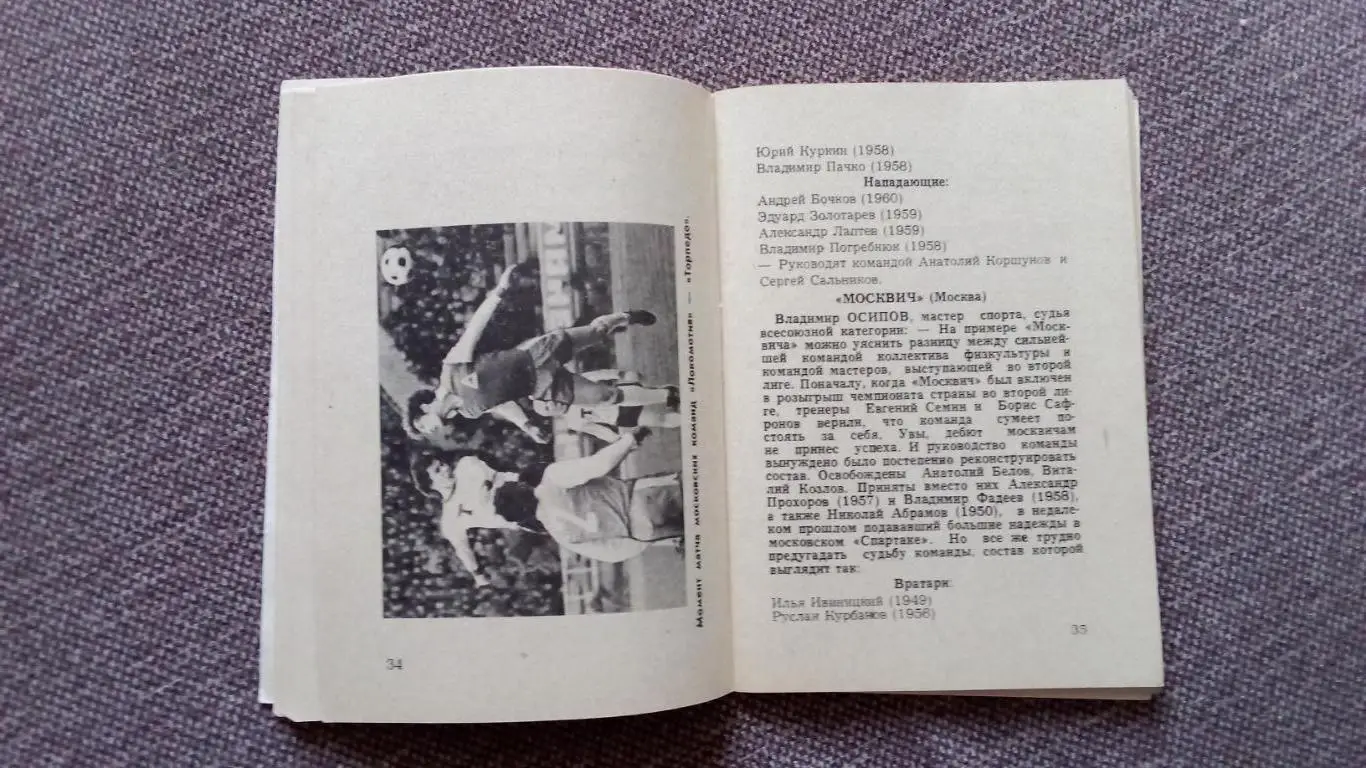 Момент матча московских команд «Локомотив» — «Торпедо».
34
Юрий Куркин (1958)
Владимир Пачко (1958)
Нападающие:
Андрей Бочков (1960)
Эдуард Золотарев (1959)
Александр Лаптев (1959)
Владимир Погребнюк (1958)
— Руководят командой Анатолий Коршунов и
Сергей Сальников.
«МОСКВИЧ» (Москва)
Владимир ОСИПОВ, мастер спорта, судья
всесоюзной категории: — На примере «Моск-
вича» можно уяснить разницу между сильней-
шей командой коллектива физкультуры и
командой мастеров, выступающей во второй
лиге. Поначалу, когда «Москвич» был включен
в розыгрыш чемпионата страны во второй ли-
ге, тренеры Евгений Семин и Борис Саф-
ронов верили, что команда сумеет по-
стоять за себя. Увы, дебют москвичам
не принес успеха. И руководство команды
вынуждено было постепенно реконструировать
состав. Освобождены Анатолий Белов, Вита-
лий Козлов. Приняты вместо них Александр
Прохоров (1957) и Владимир Фадеев (1958),
а также Николай Абрамов (1950), в недале-
ком прошлом подававший большие надежды в
московском «Спартаке». Но все же трудно
предугадать судьбу команды, состав которой
выглядит так:
Вратари:
Илья Ивиницкий (1949)
Руслан Курбанов (1956)
35